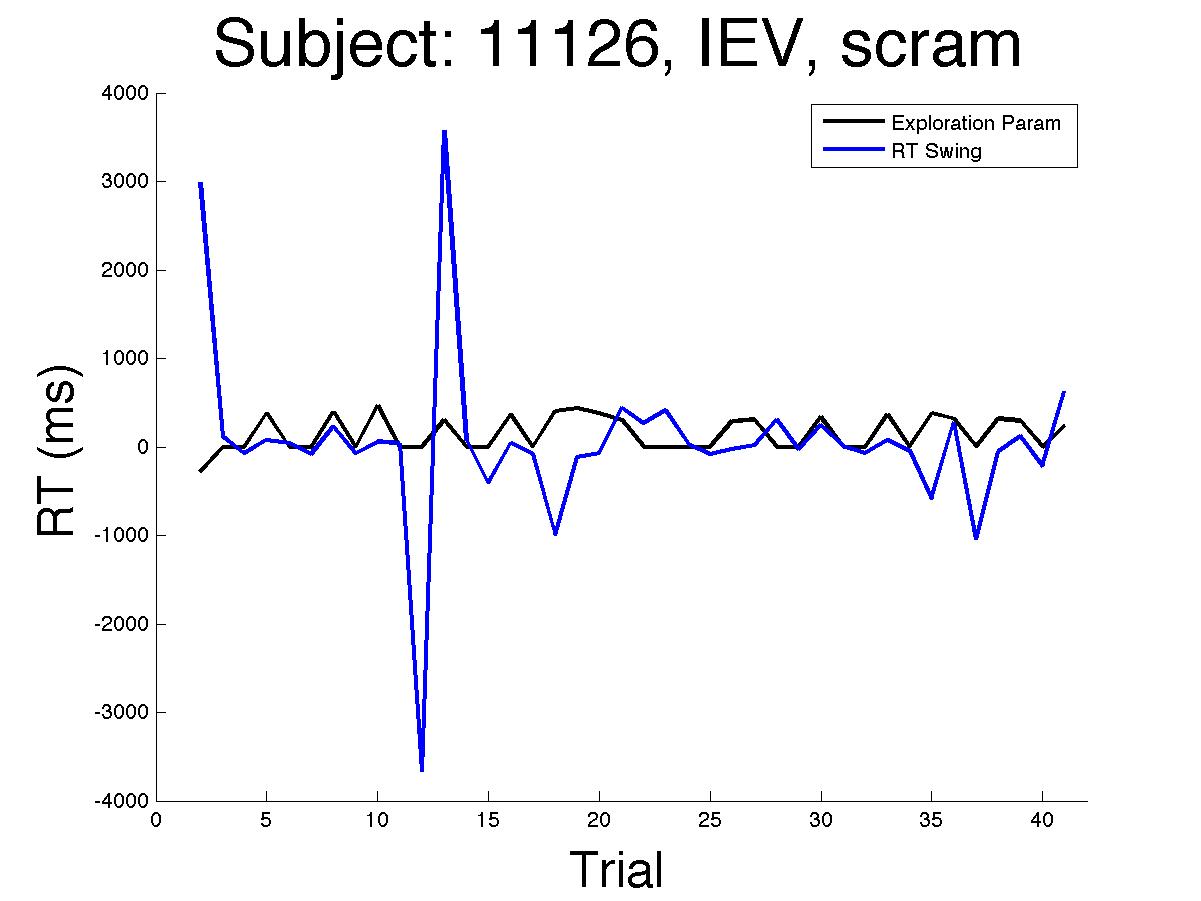 Subject: 11126, IEV, scram
Exploration Param
RT Swing
4000
3000
2000
1000
0
-1000
-2000
-3000
-4000
RT (ms)
0 5 10 15 20 25 30 35 40
Trial